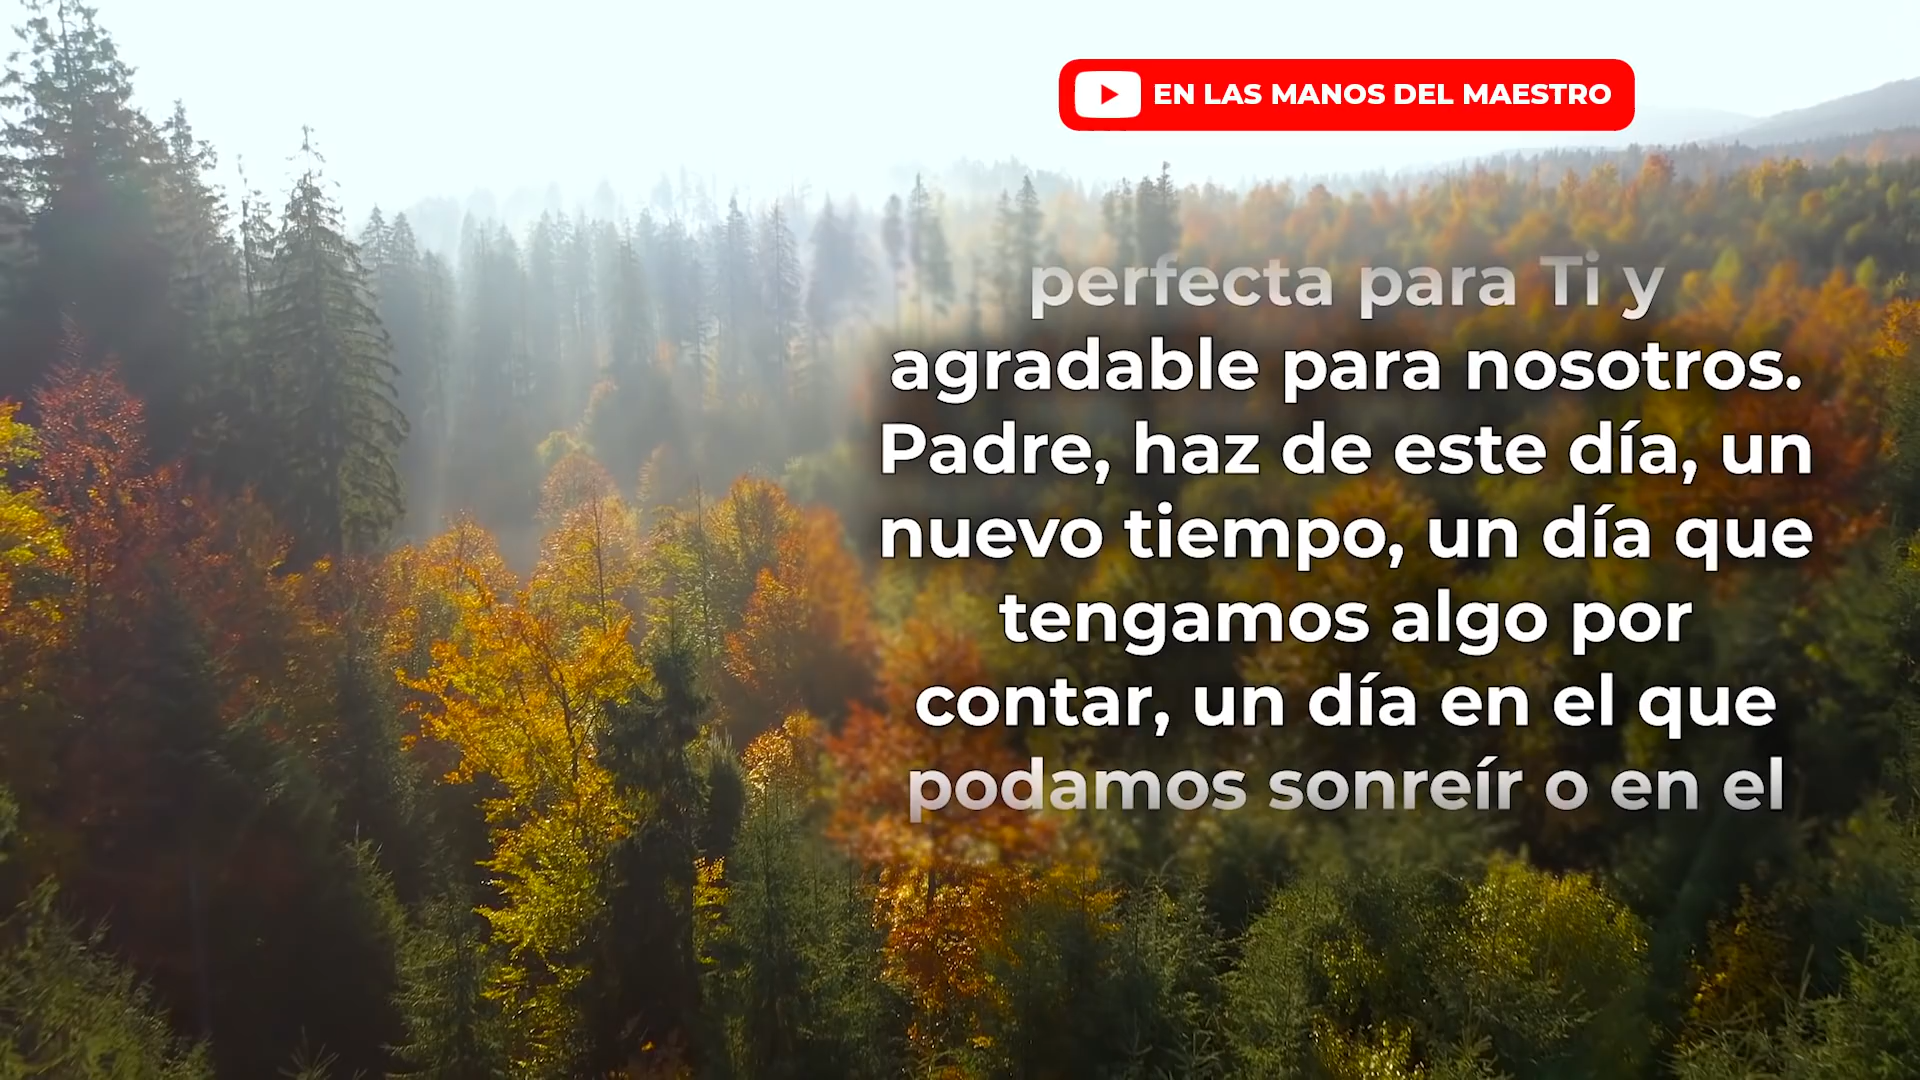 EN LAS MANOS DEL MAESTRO
perfecta para Ti y
agradable para nosotros.
Padre, haz de este día, un
nuevo tiempo, un día que
tengamos algo por
contar, un día en el que
podamos sonreír o en el